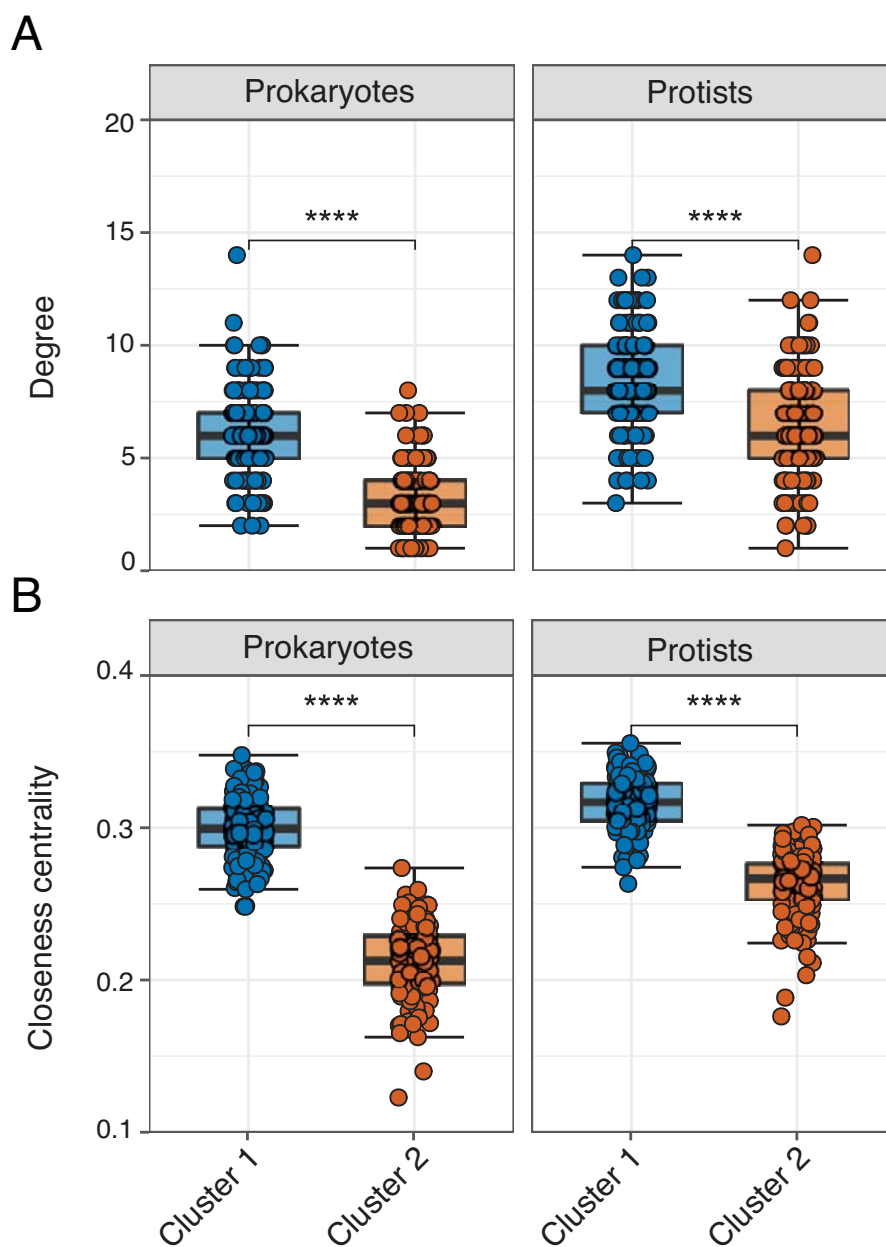 A
Prokaryotes Protists
20
15
10
5
0
Degree
**** ****
B
Prokaryotes Protists
0.4
0.3
0.2
0.1
Closeness centrality
**** ****
Cluster 1 Cluster 2 Cluster 1 Cluster 2